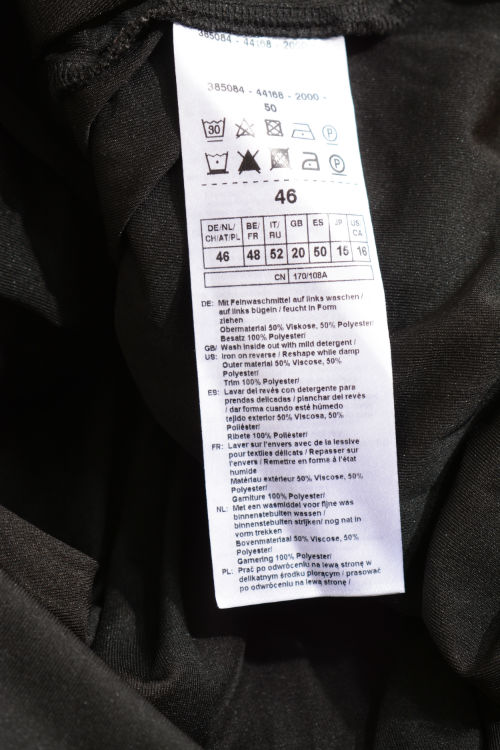 385084 - 44168 - 2000 -
385084 - 44168 - 2000 -
50
30
P
P
46
DE/NL/ BE/ IT/ GB ES JP US
CH/AT/PL FR RU CA
46 48 52 20 50 15 16
CN 170/108A
DE: Mit Feinwaschmittel auf links waschen /
auf links bügeln / feucht in Form
ziehen
Obermaterial 50% Viskose, 50% Polyester/
Besatz 100% Polyester/
GB/ Wash inside out with mild detergent /
US: iron on reverse / Reshape while damp
Outer material 50% Viscose, 50%
Polyester/
Trim 100% Polyester/
ES: Lavar del revés con detergente para
prendas delicadas / planchar del revés
/ dar forma cuando esté húmedo
tejido exterior 50% Viscosa, 50%
Poliéster/
Ribete 100% Poliéster/
FR: Laver sur l'envers avec de la lessive
pour textiles délicats / Repasser sur
l'envers / Remettre en forme à l'état
humide
Matériau extérieur 50% Viscose, 50%
Polyester/
Garniture 100% Polyester/
NL: Met een wasmiddel voor fijne was
binnenstebuiten wassen /
binnenstebuiten strijken/ nog nat in
vorm trekken
Bovenmateriaal 50% Viscose, 50%
Polyester/
Garnering 100% Polyester/
PL: Prać po odwróceniu na lewą stronę w
delikatnym środku piorącym / prasować
po odwróceniu na lewą stronę /